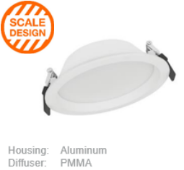 SCALE
DESIGN
Housing: Aluminum
Diffuser: PMMA